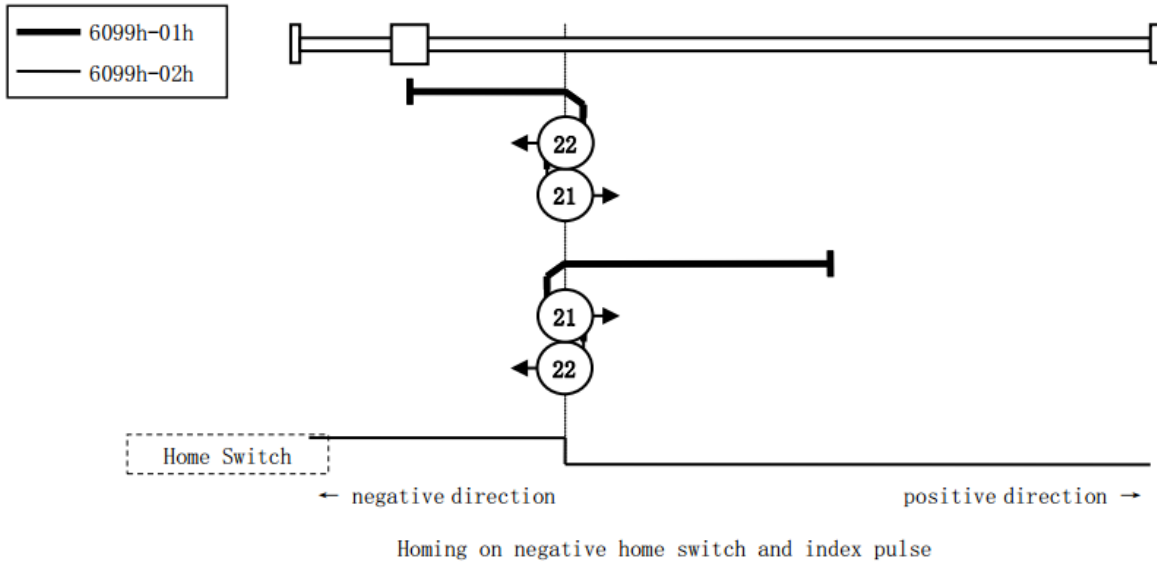 6099h-01h
6099h-02h
22
21
21
22
Home Switch
← negative direction
positive direction →
Homing on negative home switch and index pulse